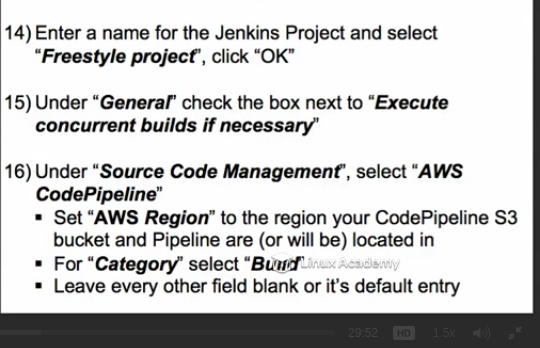 14) Enter a name for the Jenkins Project and select
“Freestyle project”, click “OK”
15) Under “General” check the box next to “Execute
concurrent builds if necessary”
16) Under “Source Code Management”, select “AWS
CodePipeline”
▪ Set “AWS Region” to the region your CodePipeline S3
bucket and Pipeline are (or will be) located in
▪ For “Category” select “Build”
Linux Academy
▪ Leave every other field blank or it’s default entry
29:52 HD 1.5x